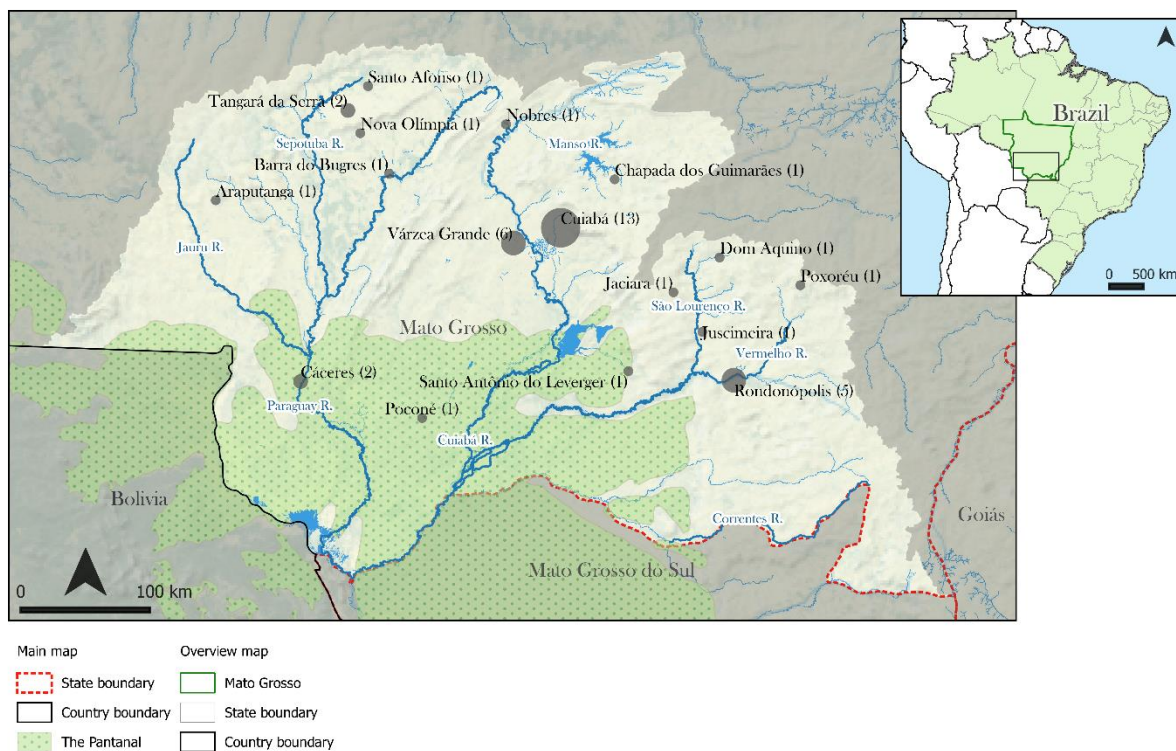 Santo Afonso (1)
Tangará da Serra (2)
Nova Olímpia (1)
Nobres (1)
Sepotuba R.
Manso R.
Barra do Bugres (1)
Chapada dos Guimarães (1)
Araputanga (1)
Cuiabá (13)
Várzea Grande (6)
Jauru R.
Dom Aquino (1)
Jaciara (1)
Poxoréu (1)
São Lourenço R.
Mato Grosso
Juscimeira (1)
Vermelho R.
Cáceres (2)
Santo Antônio do Leverger (1)
Rondonópolis (5)
Paraguay R.
Poconé (1)
Cuiabá R.
Bolivia
Correntes R.
Goiás
Mato Grosso do Sul
100 km
Brazil
0 500 km
0
Main map
State boundary
Country boundary
The Pantanal
Overview map
Mato Grosso
State boundary
Country boundary